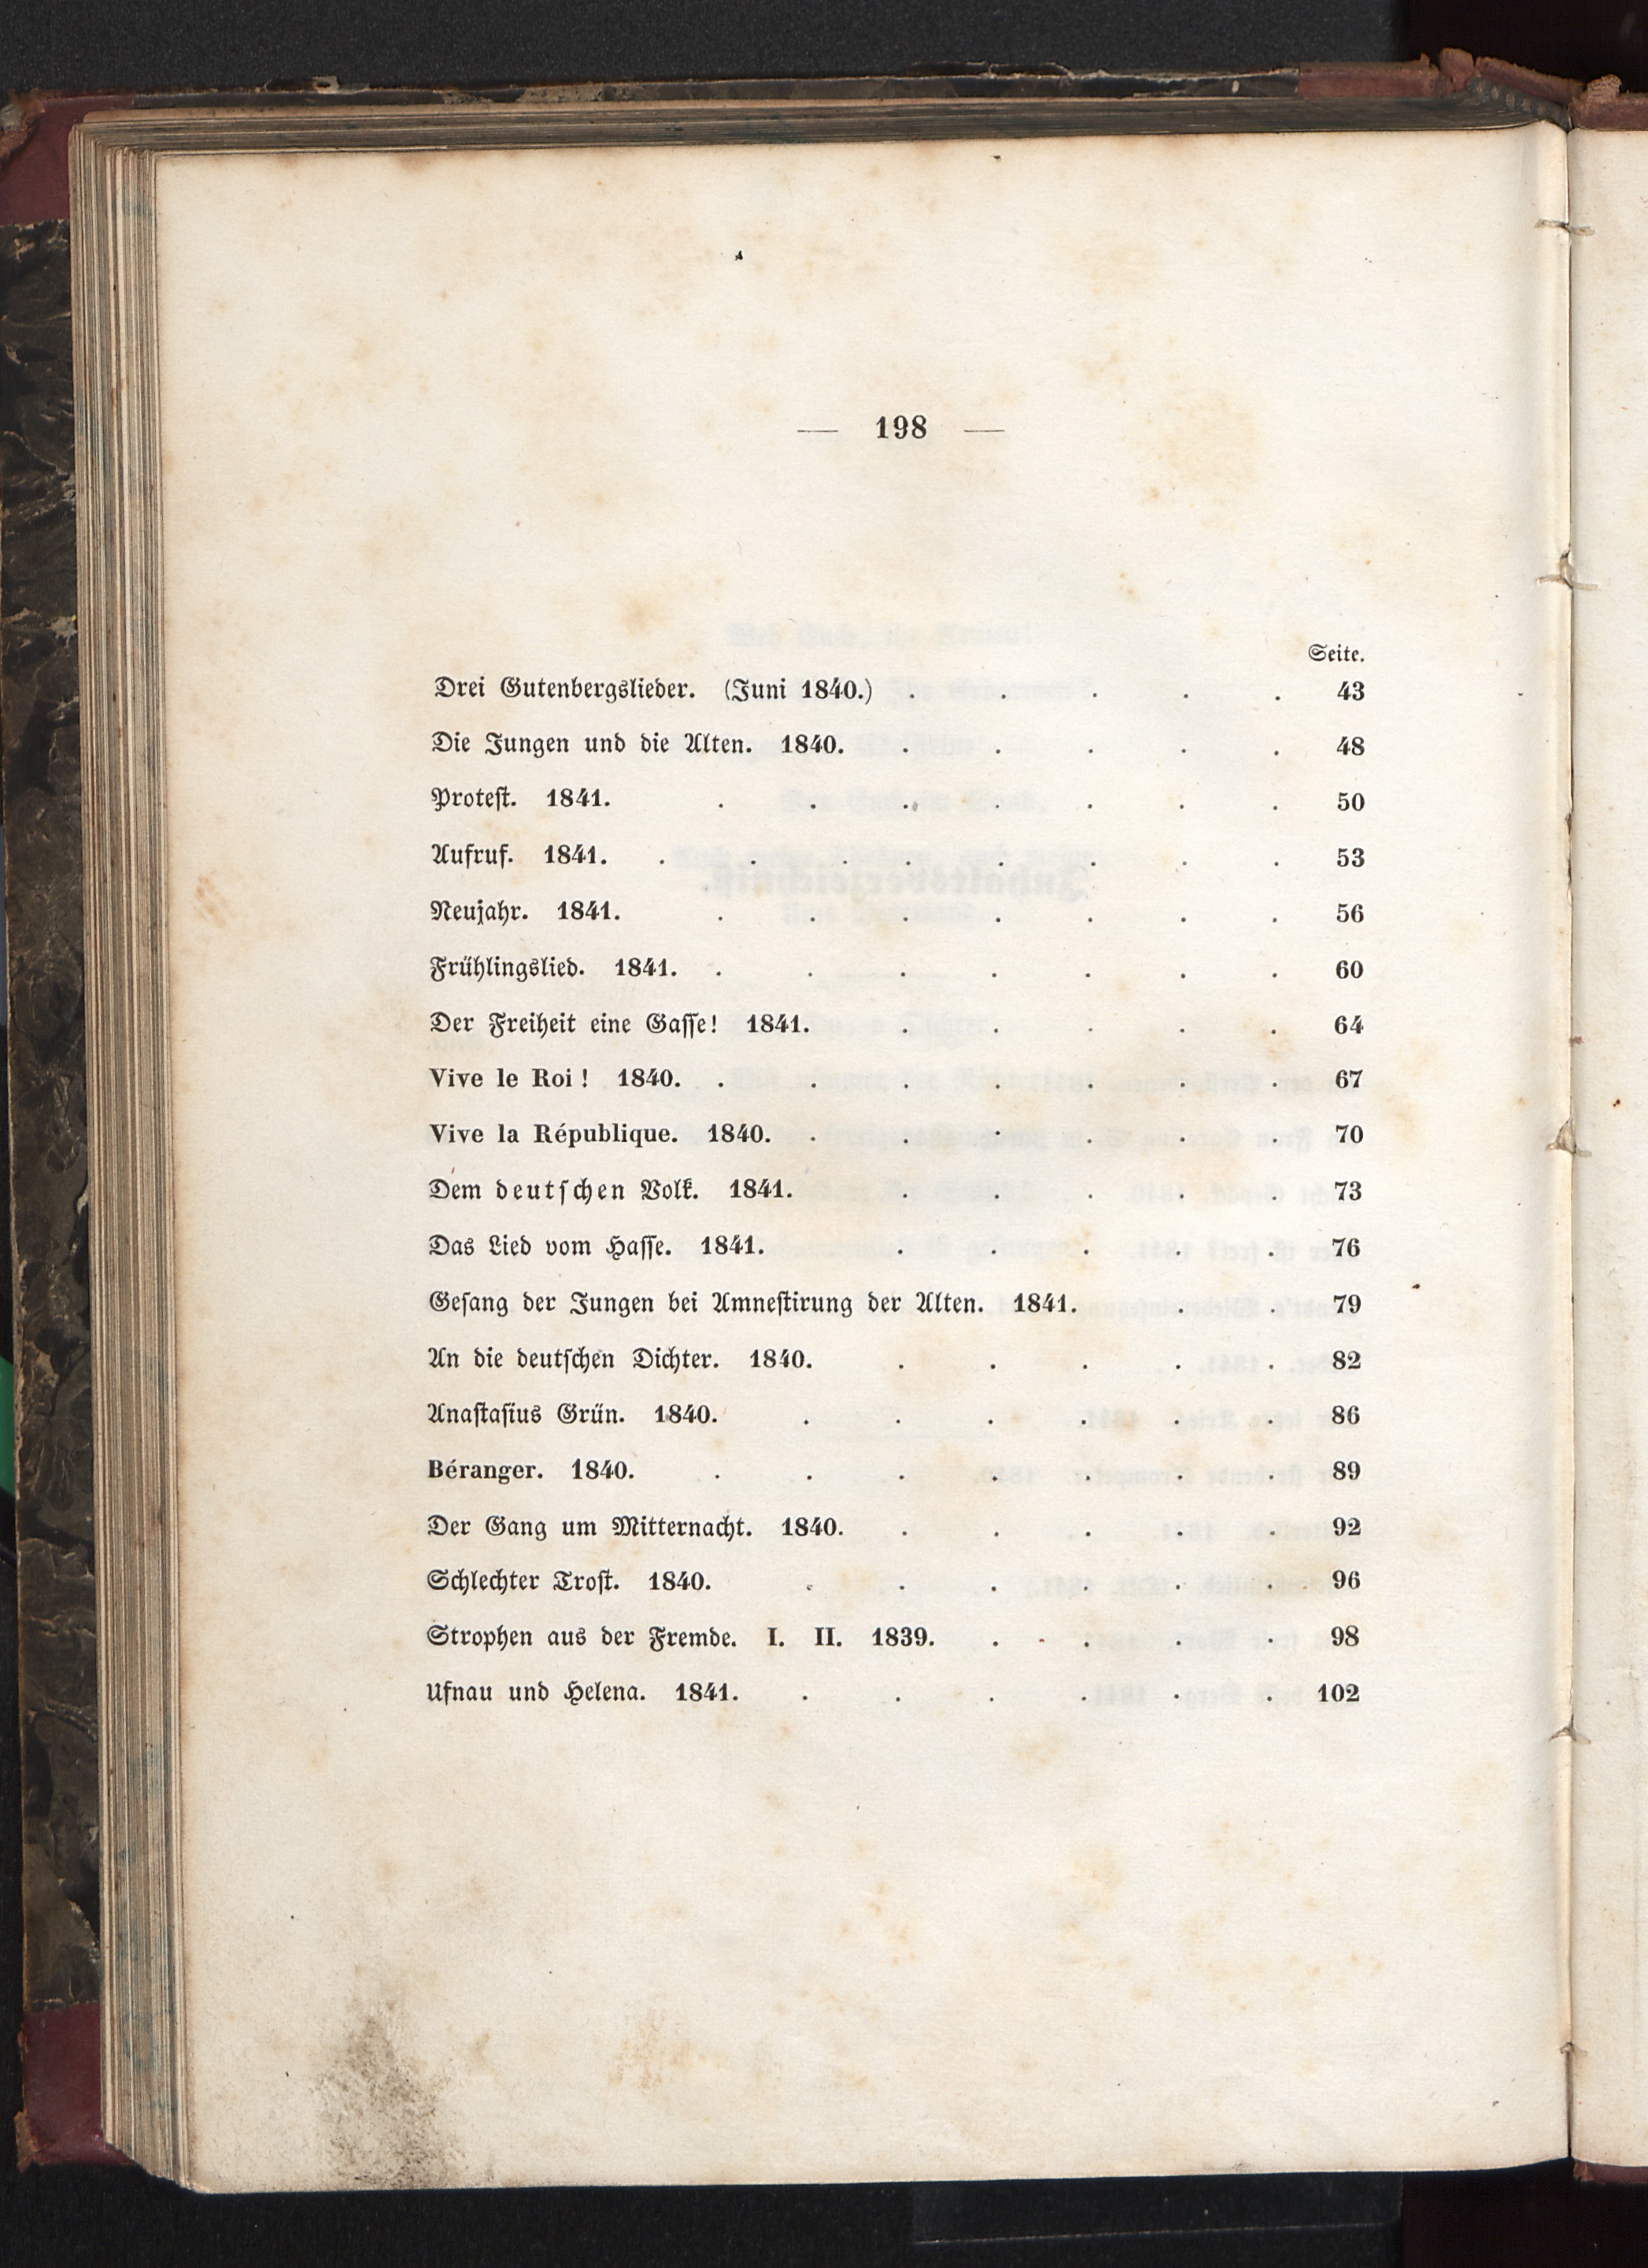 — 198 —
Seite.
Drei Gutenbergslieder. (Juni 1840.) . . . . . 43
Die Jungen und die Alten. 1840. . . . . . 48
Proteſt. 1841. . . . . . . . 50
Aufruf. 1841. . . . . . . . . 53
Neujahr. 1841. . . . . . . . 56
Frühlingslied. 1841. . . . . . . . 60
Der Freiheit eine Gaſſe! 1841. . . . . . 64
Vive le Roi! 1840. . . . . . . . 67
Vive la République. 1840. . . . . . . 70
Dem deutſchen Volk. 1841. . . . . . 73
Das Lied vom Haſſe. 1841. . . . . . 76
Geſang der Jungen bei Amneſtirung der Alten. 1841. . . 79
An die deutſchen Dichter. 1840. . . . . . 82
Anaſtaſius Grün. 1840. . . . . . . 86
Béranger. 1840. . . . . . . . 89
Der Gang um Mitternacht. 1840. . . . . . 92
Schlechter Troſt. 1840. . . . . . . 96
Strophen aus der Fremde. I. II. 1839. . . . . 98
Ufnau und Helena. 1841. . . . . . . 102